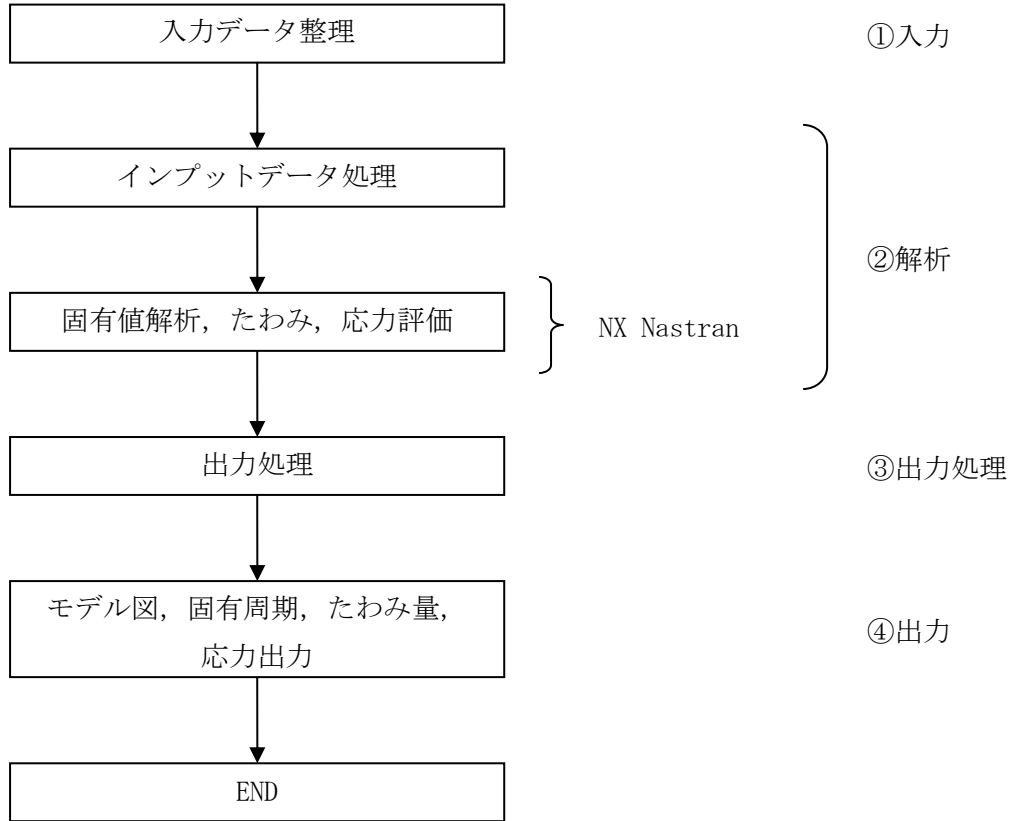 入力データ整理
①入力
インプットデータ処理
②解析
固有値解析，たわみ，応力評価
NX Nastran
出力処理
③出力処理
モデル図，固有周期，たわみ量，
応力出力
④出力
END